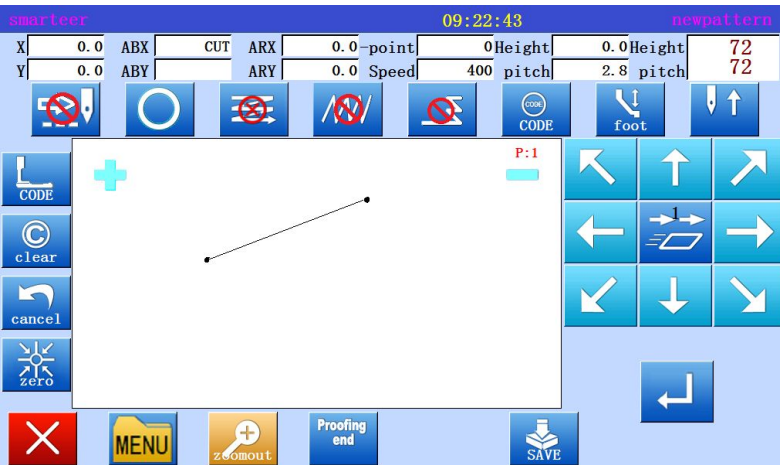 smarteer 09:22:43 newpattern
X 0.0 ABX CUT ARX 0.0 -point 0 Height 0.0 Height 72
Y 0.0 ABY ARY 0.0 Speed 400 pitch 2.8 pitch 72
CODE
CODE foot
P:1
CODE
1
C
clear
cancel
zero
MENU zoomout Proofing
end
SAVE